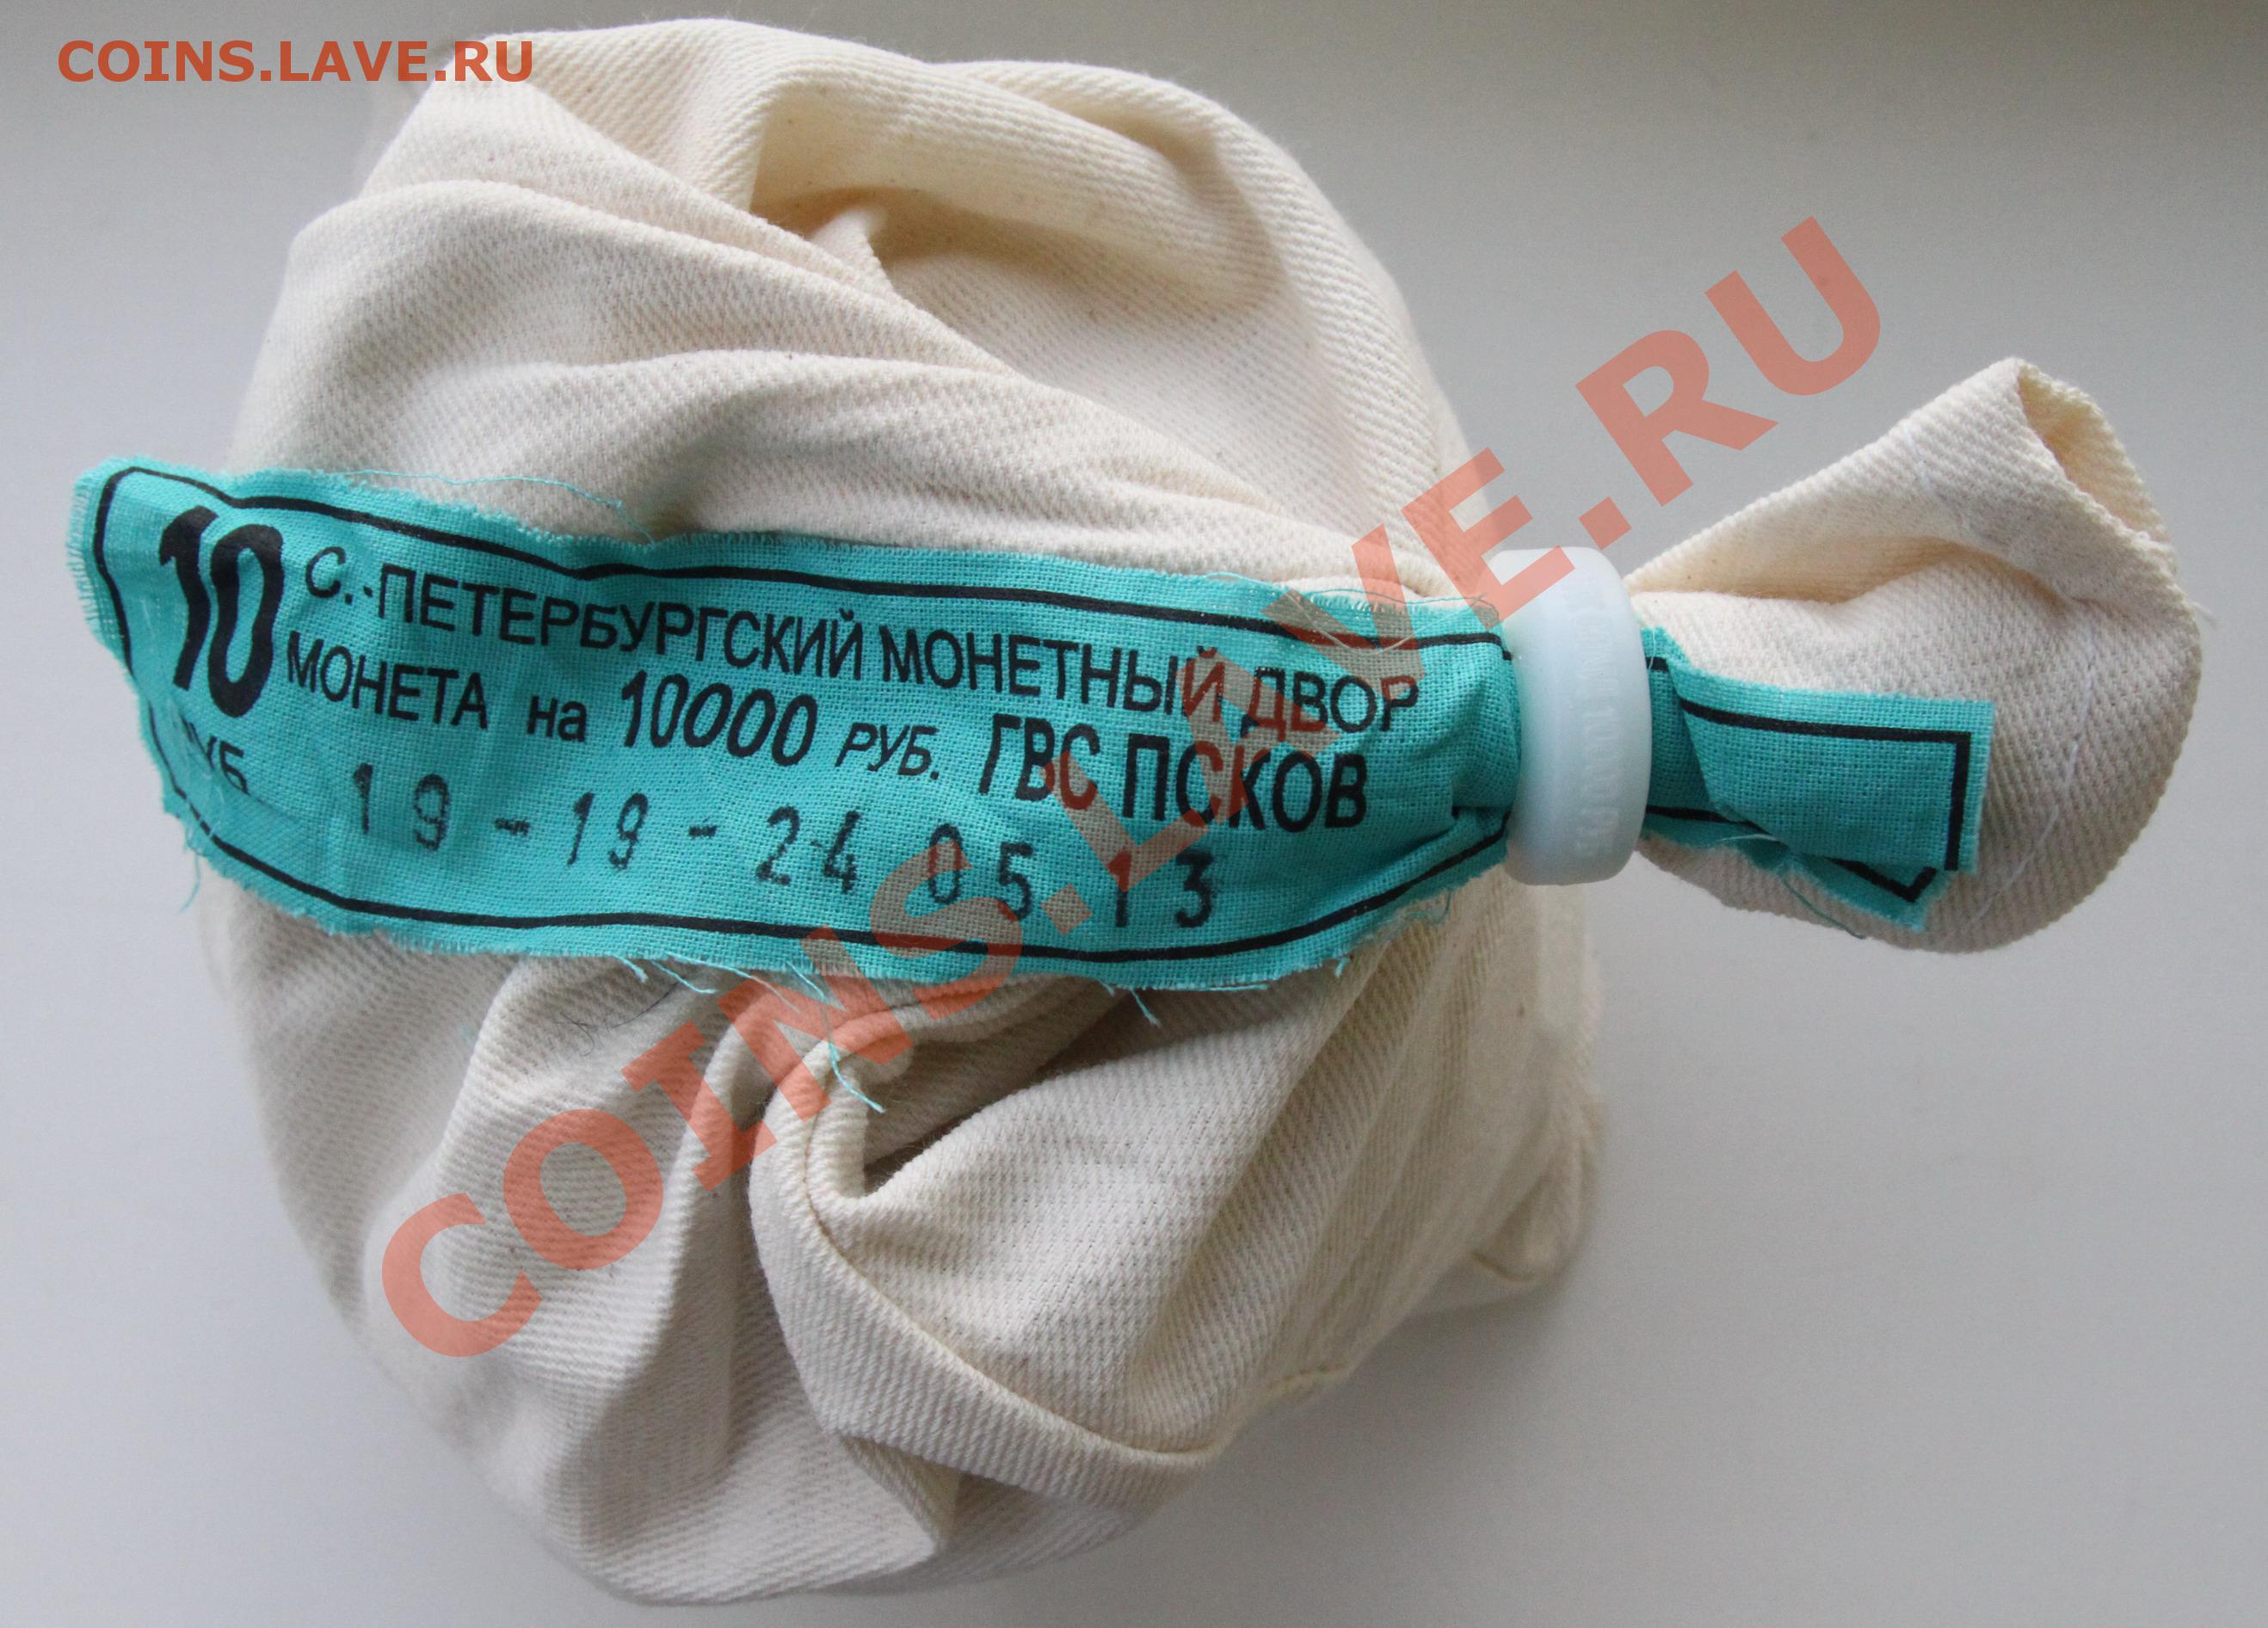 COINS.LAVE.RU
10 С.-ПЕТЕРБУРГСКИЙ МОНЕТНЫЙ ДВОР
МОНЕТА на 10000 РУБ. ГВС ПСКОВ
УБ 19-19-24 05 13
COINS.LAVE.RU